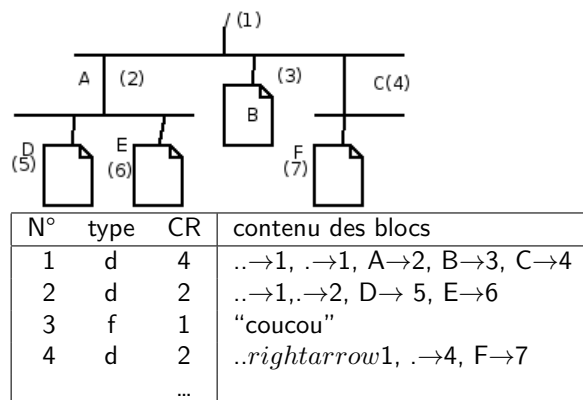 / (1)
A (2) (3) C(4)
B
D E F
(5) (6) (7)
N° type CR contenu des blocs
1 d 4 ..→1, .→1, A→2, B→3, C→4
2 d 2 ..→1,.→2, D→ 5, E→6
3 f 1 “coucou”
4 d 2 ..rightarrow1, .→4, F→7
...